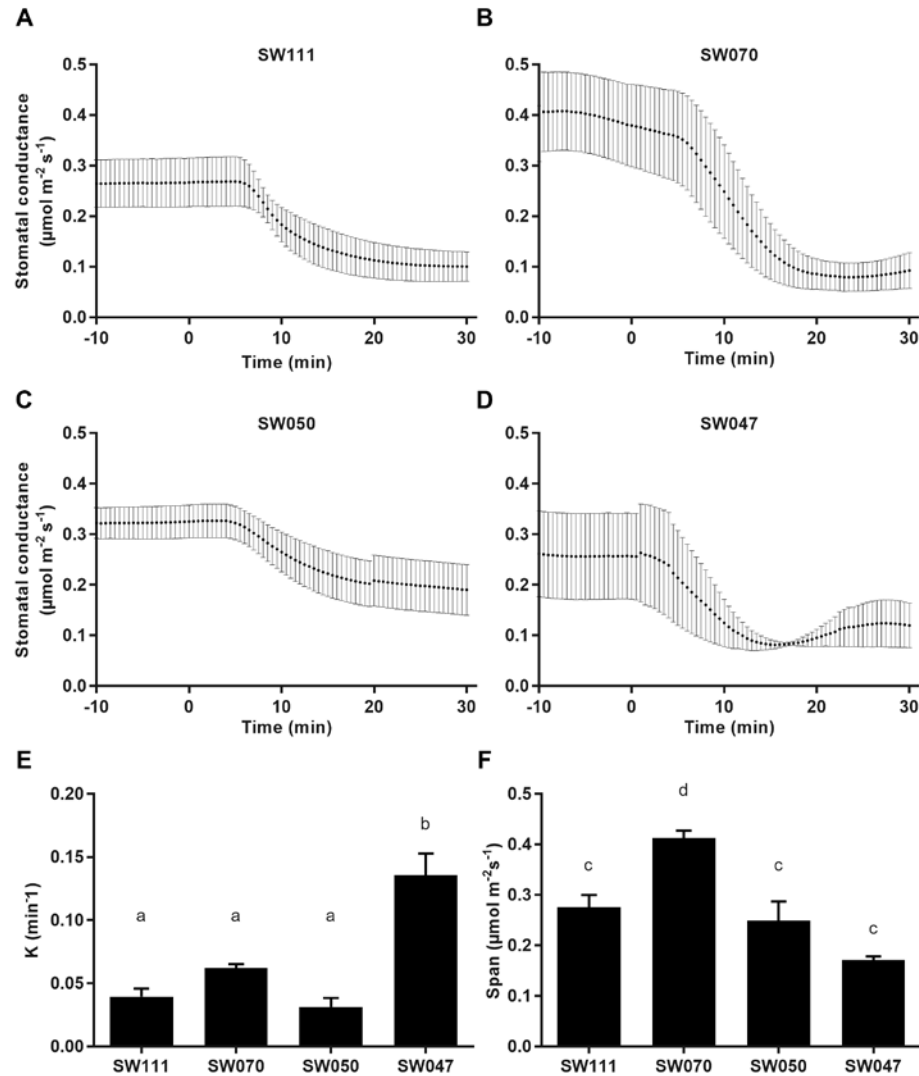 A
SW111
0.5
0.4
0.3
0.2
0.1
0.0
Stomatal conductance
(µmol m-2 s-1)
-10 0 10 20 30
Time (min)
B
SW070
0.5
0.4
0.3
0.2
0.1
0.0
-10 0 10 20 30
Time (min)
C
SW050
0.5
0.4
0.3
0.2
0.1
0.0
Stomatal conductance
(µmol m-2 s-1)
-10 0 10 20 30
Time (min)
D
SW047
0.5
0.4
0.3
0.2
0.1
0.0
-10 0 10 20 30
Time (min)
E
0.20
0.15
0.10
0.05
0.00
K (min-1)
a a a b
SW111 SW070 SW050 SW047
F
0.5
0.4
0.3
0.2
0.1
0.0
Span (µmol m-2s-1)
c d c c
SW111 SW070 SW050 SW047